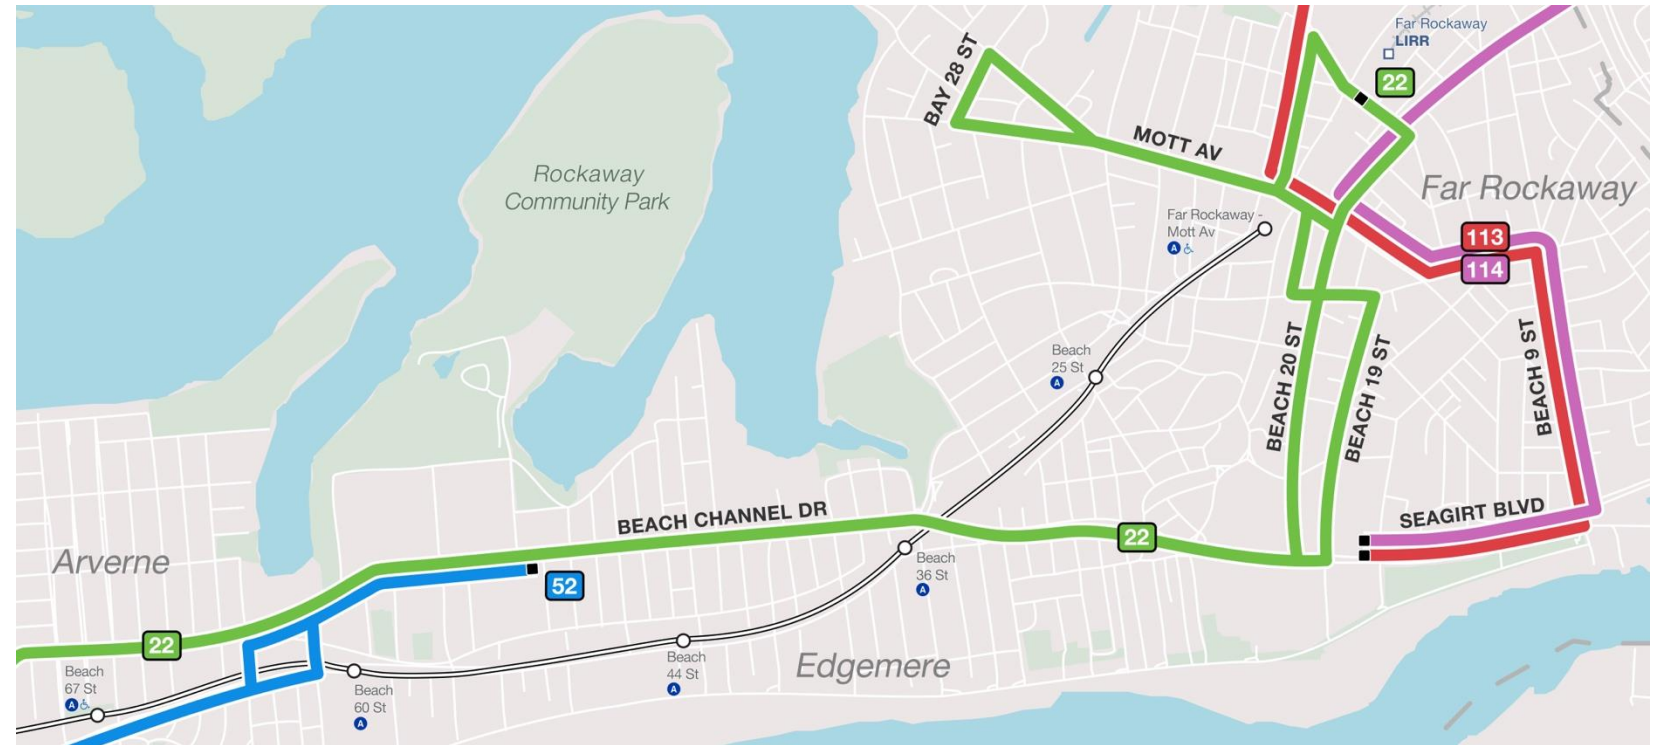 Far Rockaway
LIRR
22
BAY 28 ST
MOTT AV
Rockaway
Community Park
Far Rockaway
Far Rockaway -
Mott Av
A
113
114
Beach
25 St
A
BEACH 20 ST
BEACH 19 ST
BEACH 9 ST
BEACH CHANNEL DR
SEAGIRT BLVD
22
Arverne
52
Beach
36 St
A
22
Beach
67 St
A
Beach
60 St
A
Beach
44 St
A
Edgemere